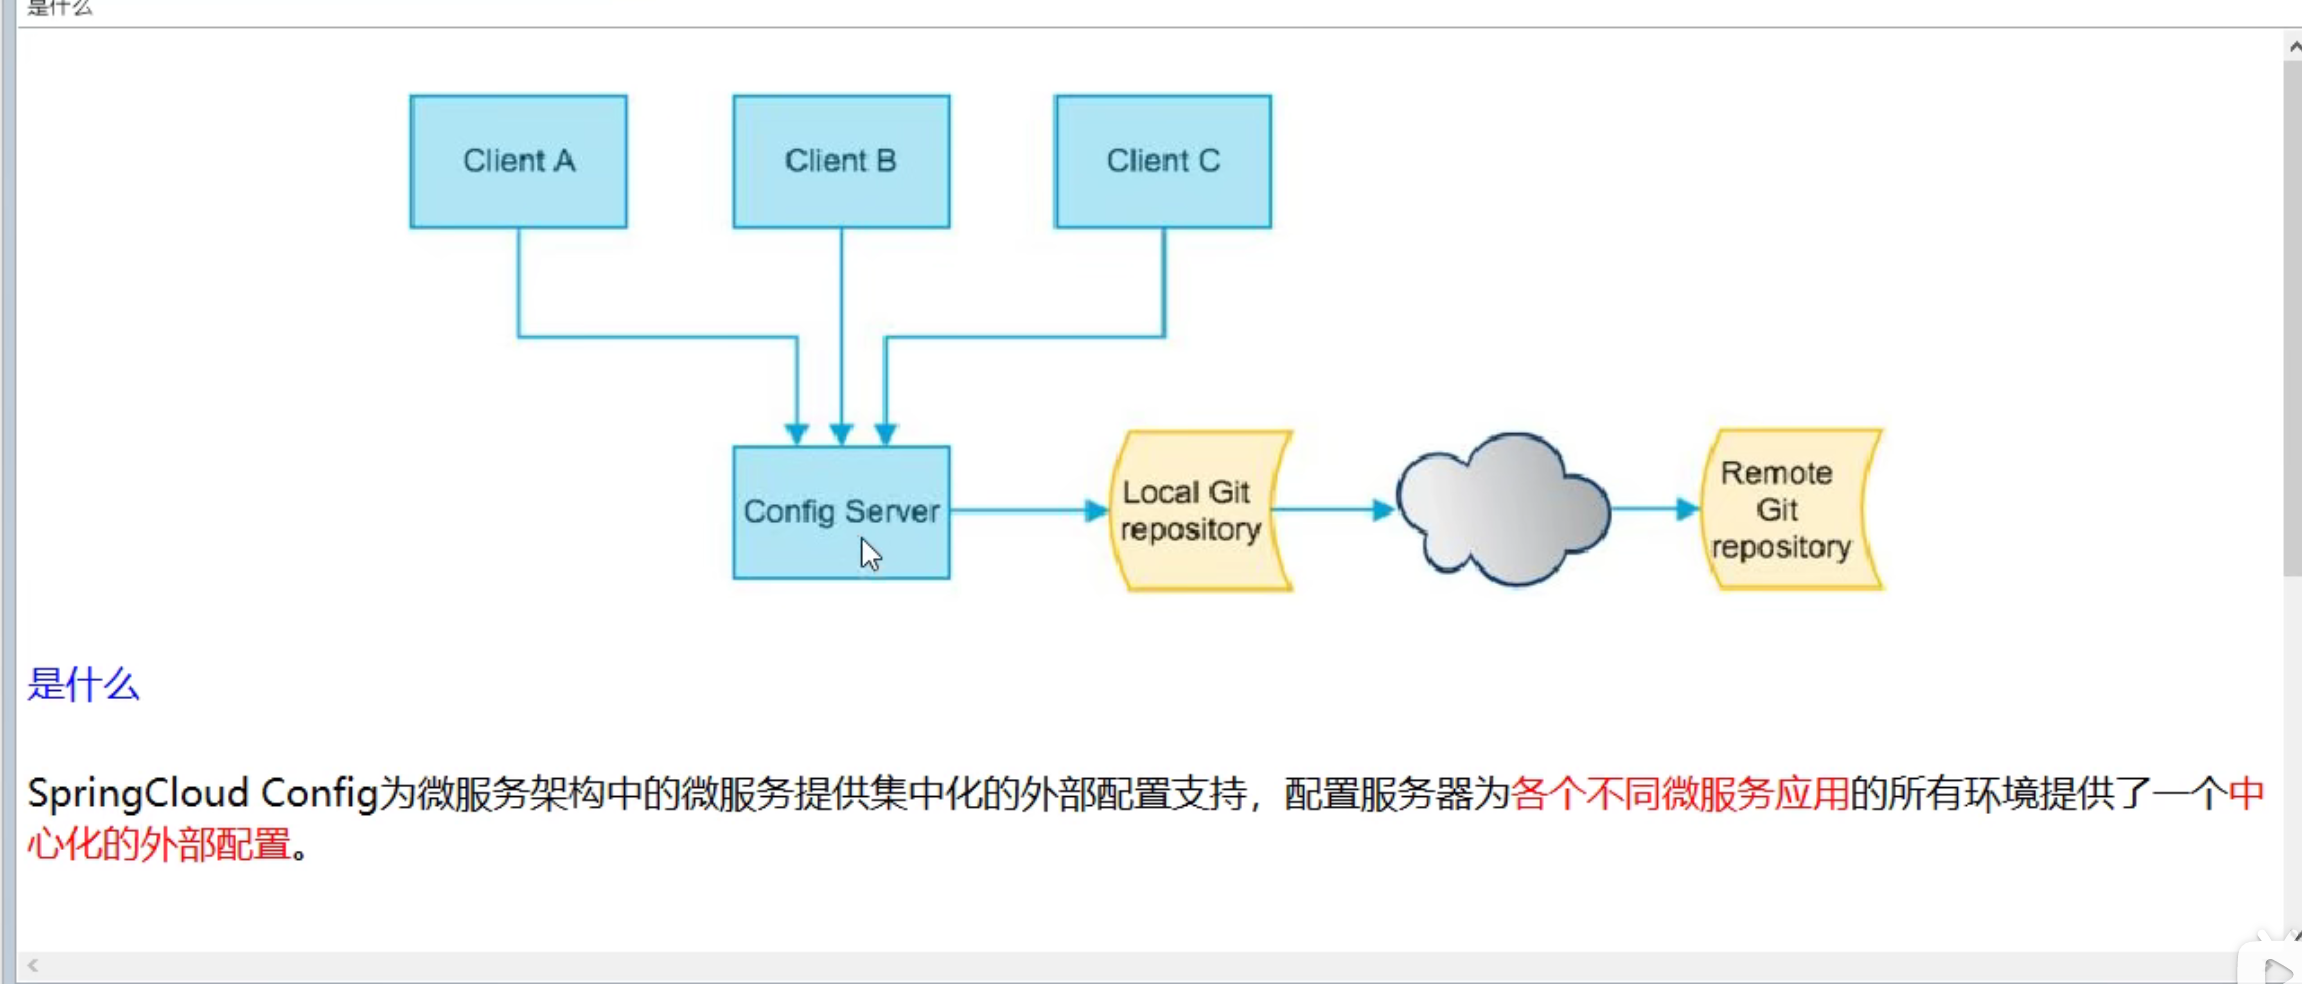 是什么
Client A
Client B
Client C
Config Server
Local Git
repository
Remote
Git
repository
是什么
SpringCloud Config为微服务架构中的微服务提供集中化的外部配置支持，配置服务器为各个不同微服务应用的所有环境提供了一个中
心化的外部配置。